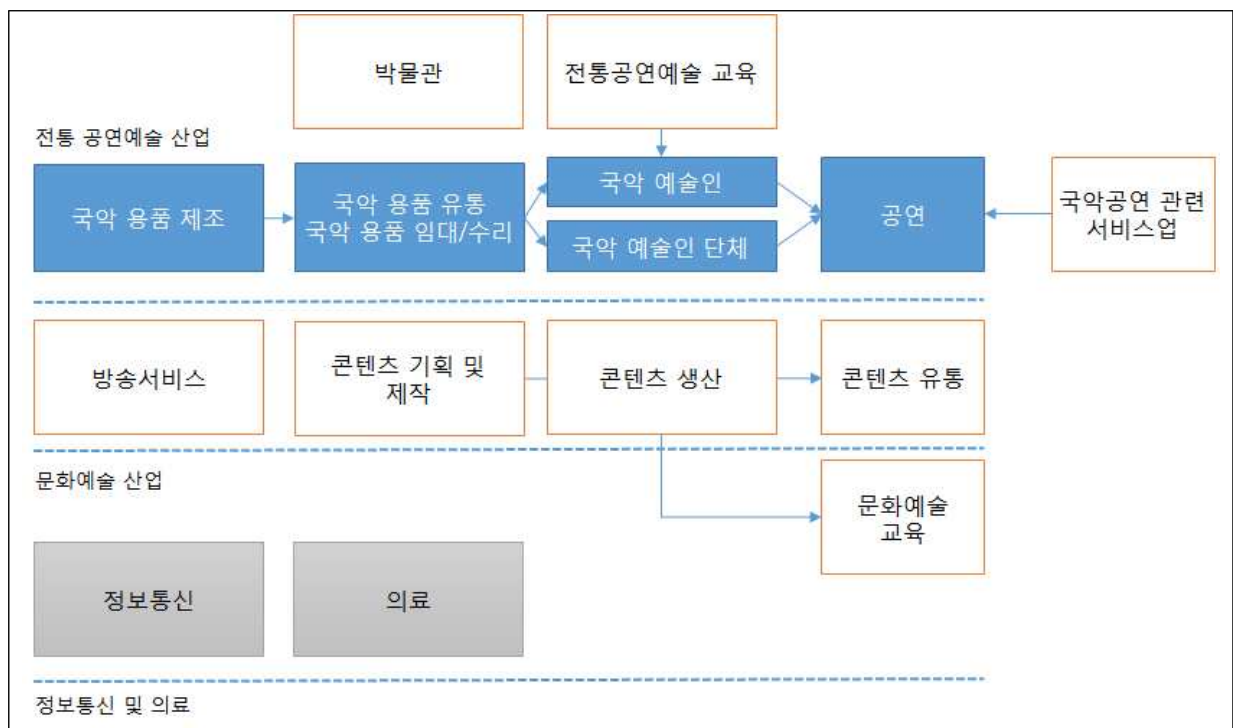 박물관
전통공연예술 교육
전통 공연예술 산업
국악 용품 제조
국악 용품 유통
국악 용품 임대/수리
국악 예술인
국악 예술인 단체
공연
국악공연 관련
서비스업
방송서비스
콘텐츠 기획 및
제작
콘텐츠 생산
콘텐츠 유통
문화예술 산업
문화예술
교육
정보통신
의료
정보통신 및 의료